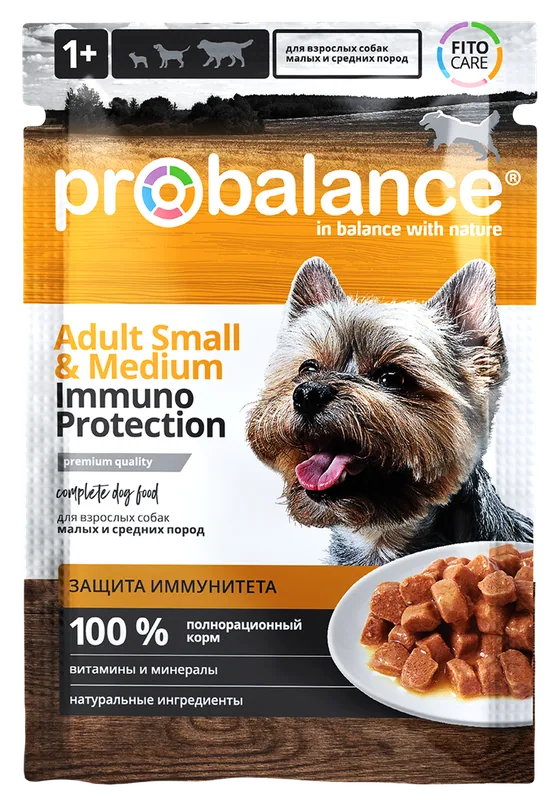 1+
для взрослых собак
малых и средних пород
FITO
CARE
probalance®
in balance with nature
Adult Small
& Medium
Immuno
Protection
premium quality
complete dog food
для взрослых собак
малых и средних пород
ЗАЩИТА ИММУНИТЕТА
100 %
полнорационный
корм
витамины и минералы
натуральные ингредиенты